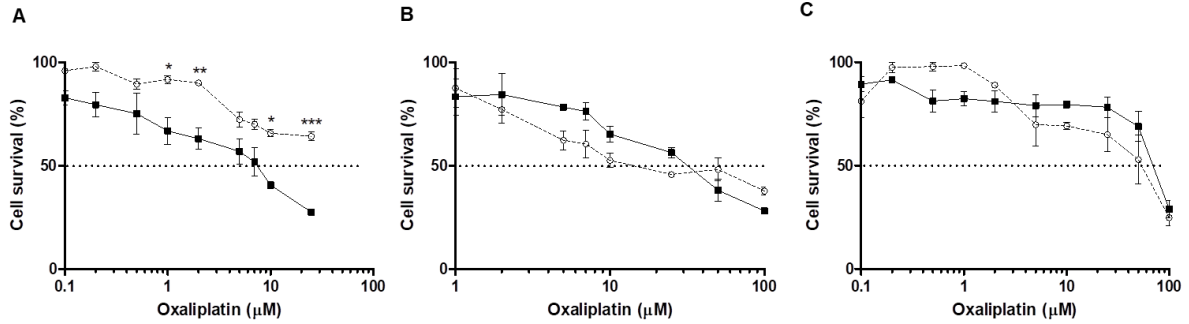 A
Cell survival (%)
100
50
0
* ** * ***
0.1 1 10 100
Oxaliplatin (μM)
B
Cell survival (%)
100
50
0
1 10 100
Oxaliplatin (μM)
C
Cell survival (%)
100
50
0
0.1 1 10 100
Oxaliplatin (μM)